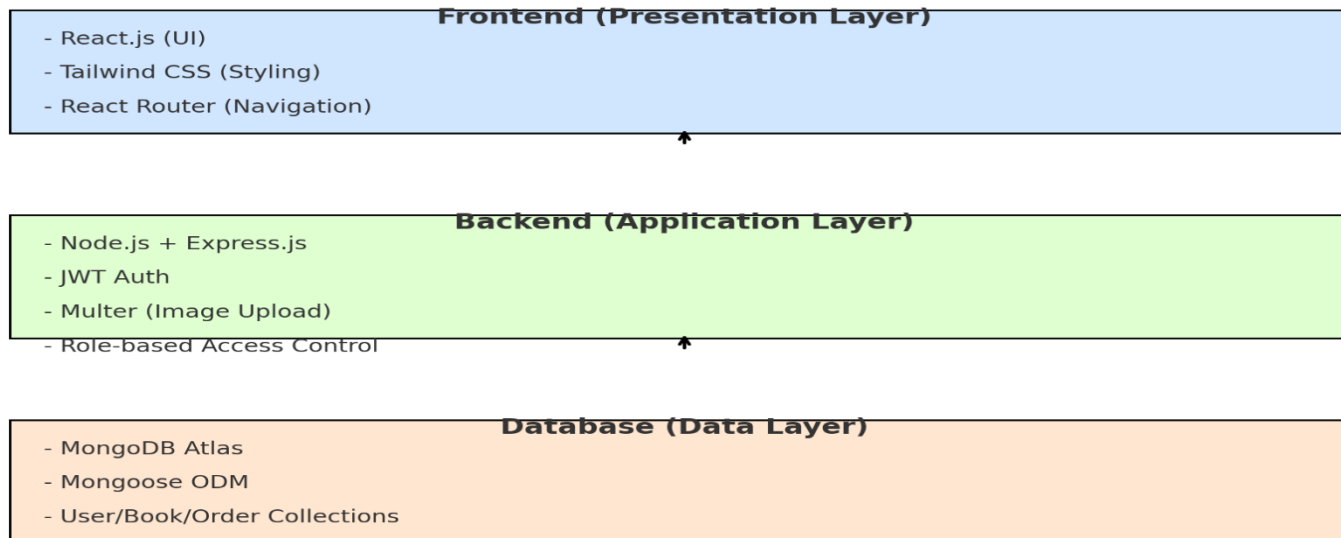 Frontend (Presentation Layer)
- React.js (UI)
- Tailwind CSS (Styling)
- React Router (Navigation)
Backend (Application Layer)
- Node.js + Express.js
- JWT Auth
- Multer (Image Upload)
- Role-based Access Control
Database (Data Layer)
- MongoDB Atlas
- Mongoose ODM
- User/Book/Order Collections